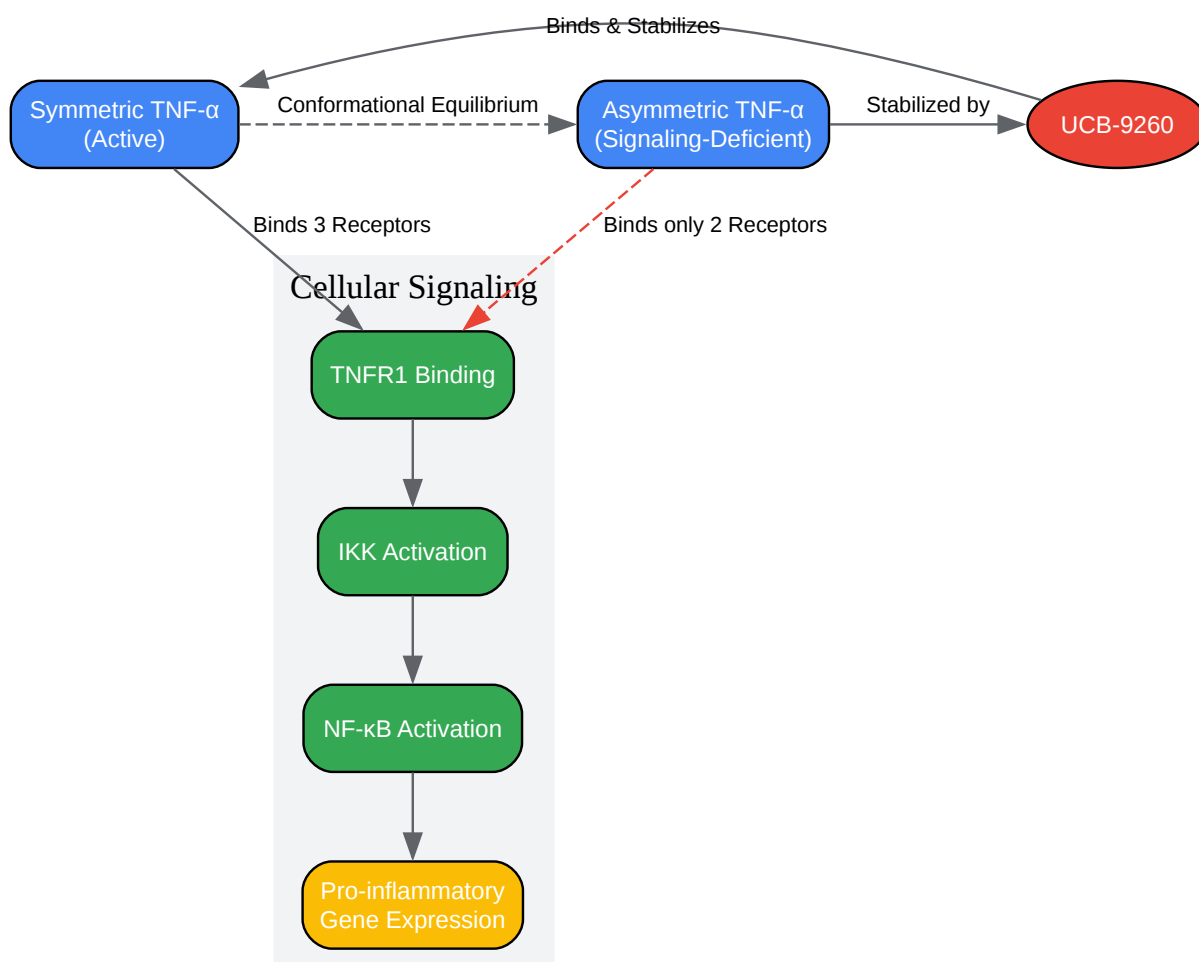 Binds & Stabilizes
Symmetric TNF-α
(Active)
Conformational Equilibrium
Asymmetric TNF-α
(Signaling-Deficient)
Stabilized by
UCB-9260
Binds 3 Receptors
Binds only 2 Receptors
Cellular Signaling
TNFR1 Binding
IKK Activation
NF-κB Activation
Pro-inflammatory
Gene Expression